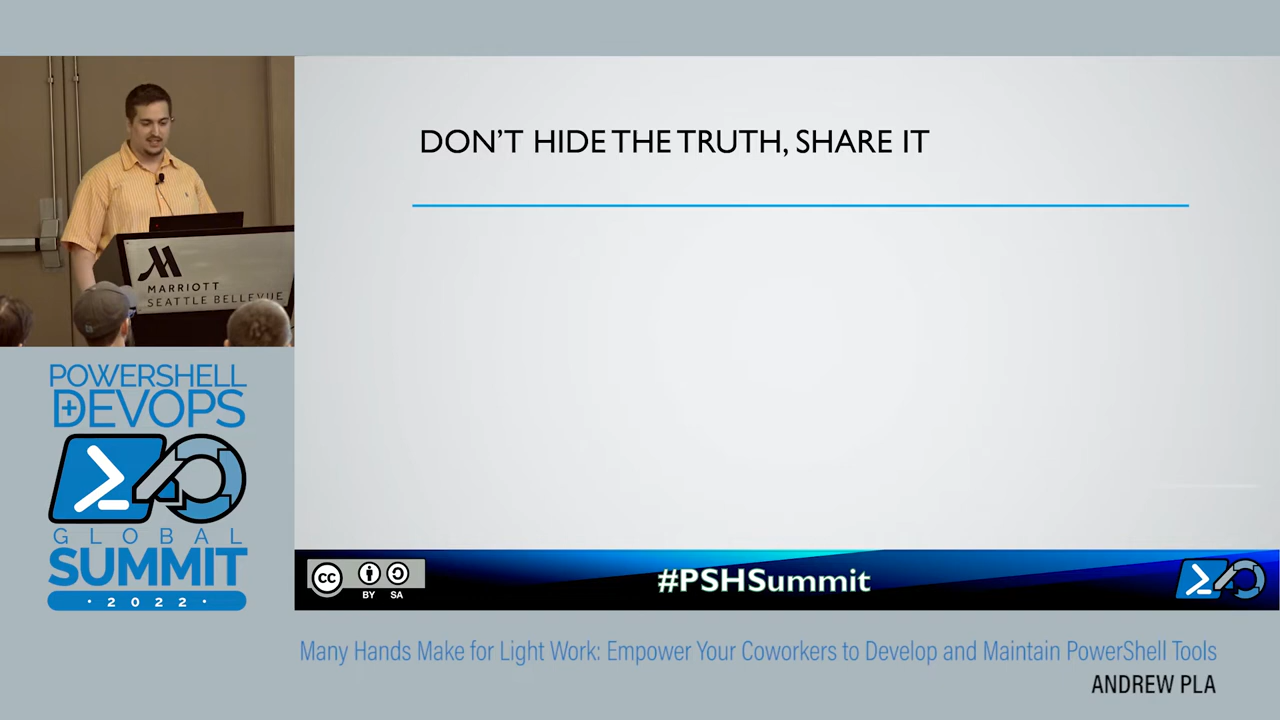 DON'T HIDE THE TRUTH, SHARE IT
MARRIOTT
SEATTLE BELLEVUE
POWERSHELL
+DEVOPS
GLOBAL
SUMMIT
· 2022 ·
cc
BY SA
#PSHSummit
Many Hands Make for Light Work: Empower Your Coworkers to Develop and Maintain PowerShell Tools
ANDREW PLA